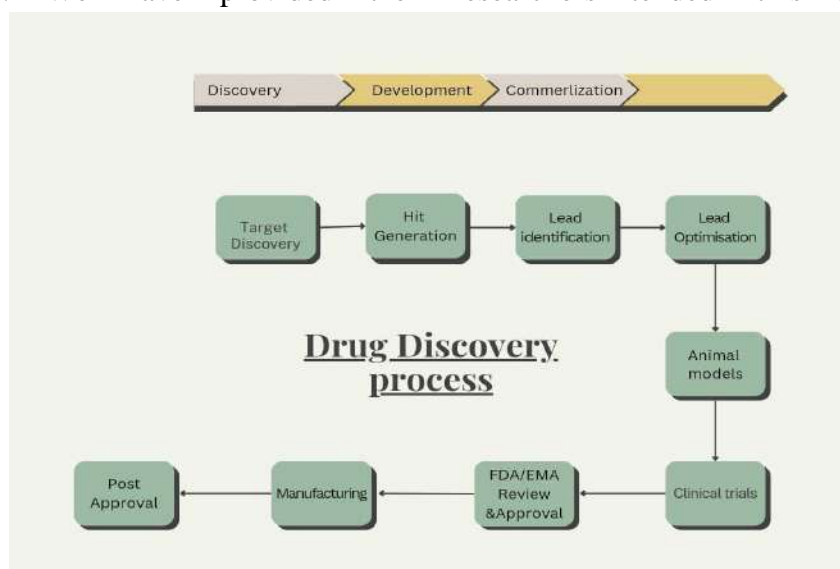 Discovery
Development
Commerlization
Target
Discovery
Hit
Generation
Lead
identification
Lead
Optimisation
Drug Discovery
process
Animal
models
Post
Approval
Manufacturing
FDA/EMA
Review
&Approval
Clinical trials